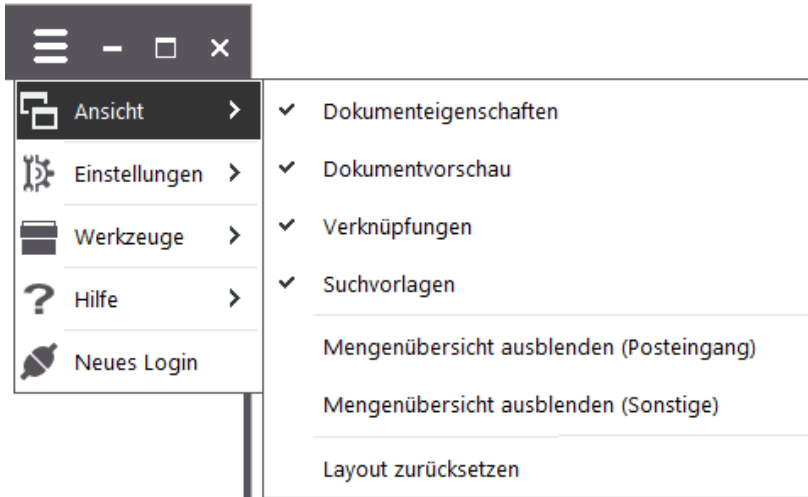 Ansicht
Einstellungen
Werkzeuge
Hilfe
Neues Login
Dokumenteigenschaften
Dokumentvorschau
Verknüpfungen
Suchvorlagen
Mengenübersicht ausblenden (Posteingang)
Mengenübersicht ausblenden (Sonstige)
Layout zurücksetzen